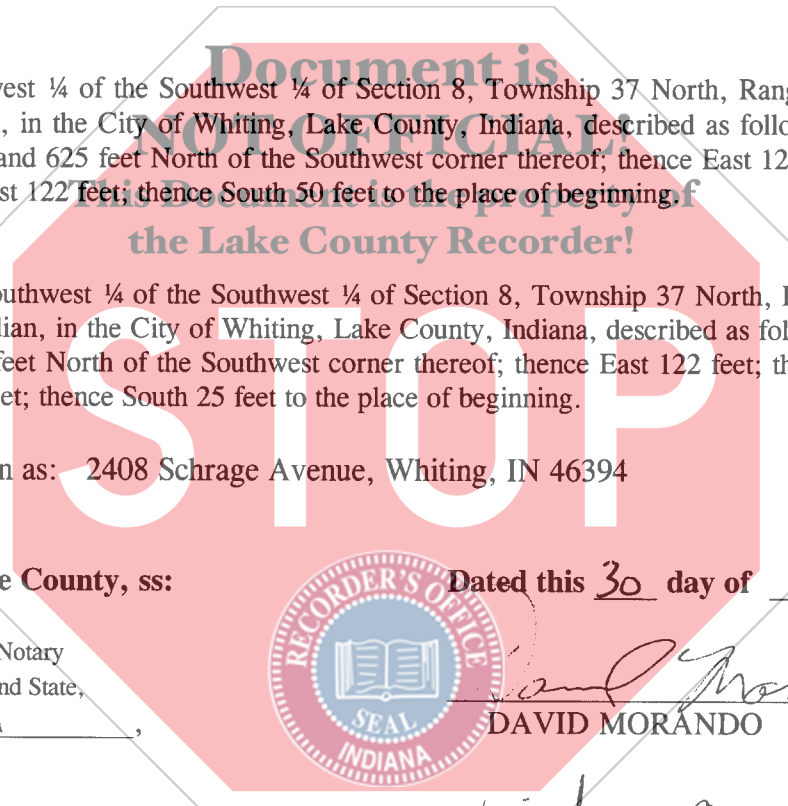 Document is
est ¼ of the Southwest ¼ of Section 8, Township 37 North, Rang
, in the City of Whiting, Lake County, Indiana, described as follo
NOT OFFICIAL!
and 625 feet North of the Southwest corner thereof; thence East 12
st 122 feet; thence South 50 feet to the place of beginning.
This Document is the property of
the Lake County Recorder!
outhwest ¼ of the Southwest ¼ of Section 8, Township 37 North,
dian, in the City of Whiting, Lake County, Indiana, described as fol
feet North of the Southwest corner thereof; thence East 122 feet; th
et; thence South 25 feet to the place of beginning.
STOP
n as: 2408 Schrage Avenue, Whiting, IN 46394
e County, ss:
Dated this 30 day of
RECORDER'S OFFICE
SEAL
INDIANA
Notary
nd State,
,
DAVID MORANDO